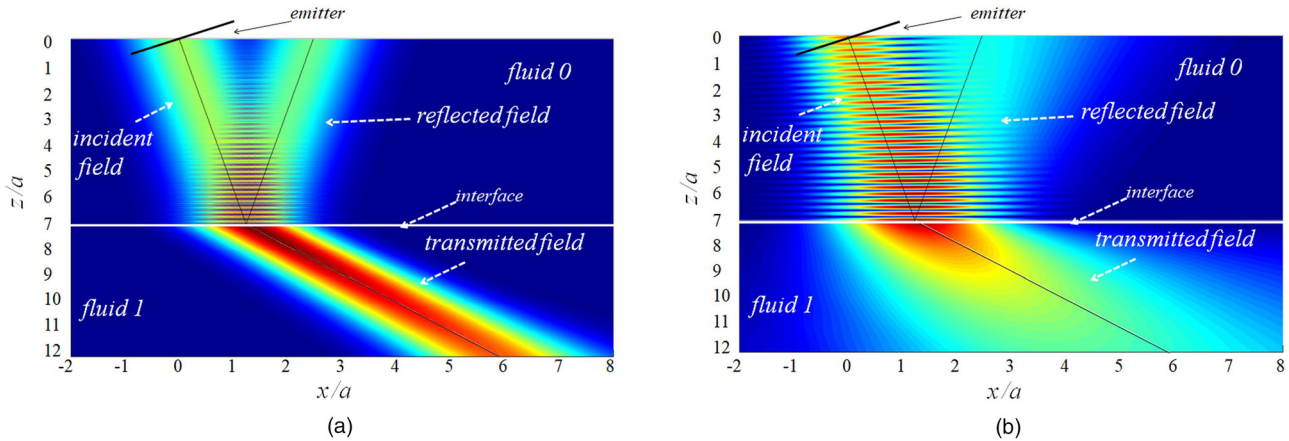 emitter
0
1
2
3
4
5
6
7
8
9
10
11
12
z/a
fluid 0
incident
field
reflected field
interface
transmitted field
fluid 1
-2
-1
0
1
2
3
4
5
6
7
8
x/a
(a)
emitter
0
1
2
3
4
5
6
7
8
9
10
11
12
z/a
fluid 0
incident
field
reflected field
interface
transmitted field
fluid 1
-2
-1
0
1
2
3
4
5
6
7
8
x/a
(b)